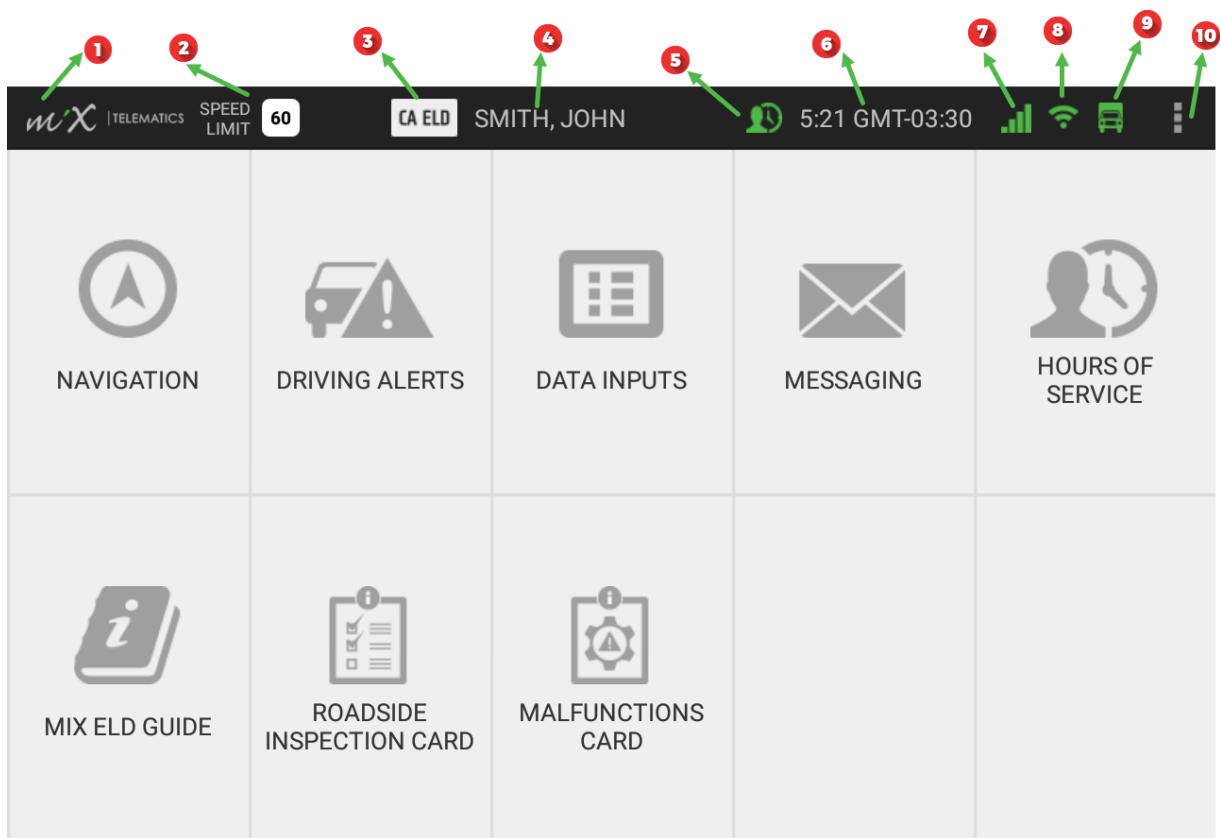 1 2 3 4 5 6 7 8 9 10
mix TELEMATICS SPEED LIMIT 60 CA ELD SMITH, JOHN 5:21 GMT-03:30
NAVIGATION
DRIVING ALERTS
DATA INPUTS
MESSAGING
HOURS OF
SERVICE
MIX ELD GUIDE
ROADSIDE
INSPECTION CARD
MALFUNCTIONS
CARD